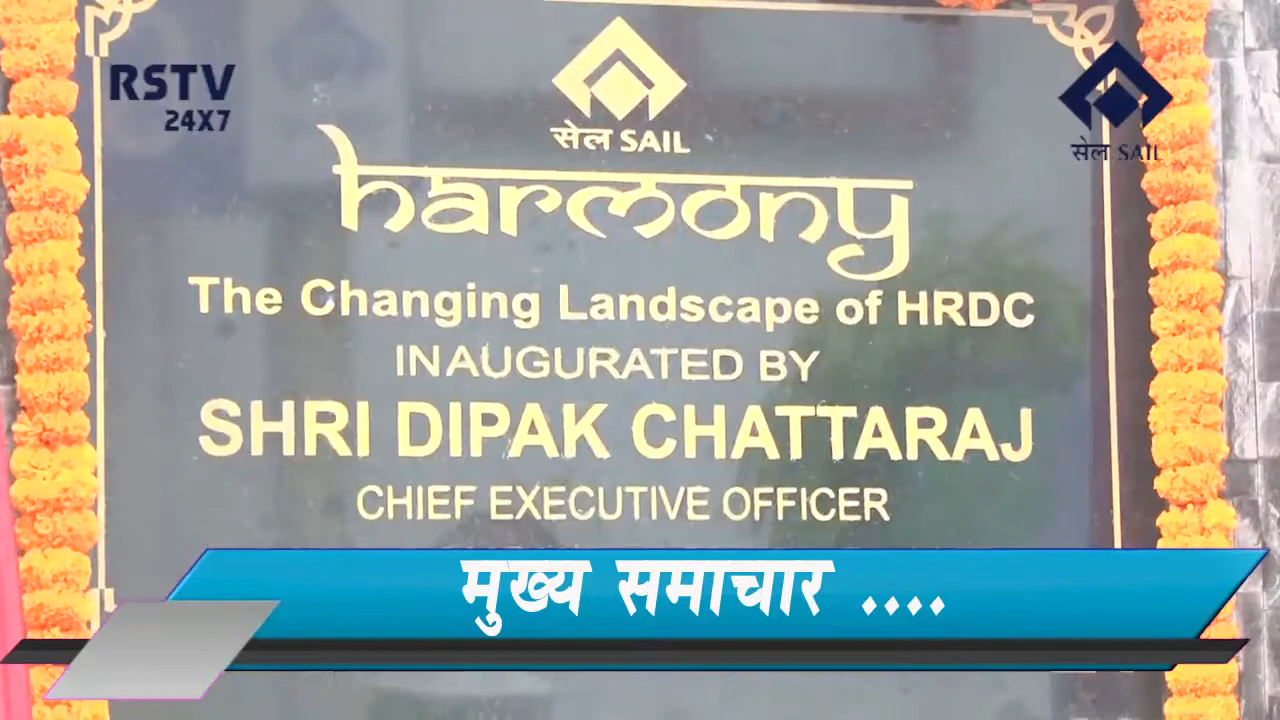 RSTV
24X7
सेल SAIL
सेल SAIL
harmony
The Changing Landscape of HRDC
INAUGURATED BY
SHRI DIPAK CHATTARAJ
CHIEF EXECUTIVE OFFICER
मुख्य समाचार ....